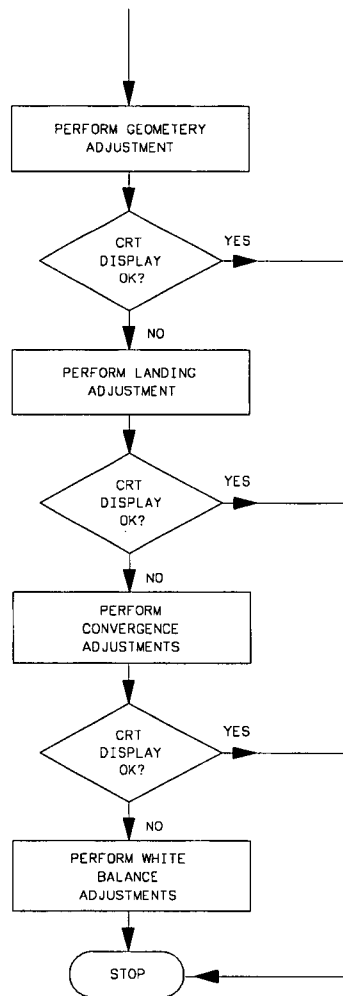 PERFORM GEOMETERY
ADJUSTMENT
CRT
DISPLAY
OK?
YES
NO
PERFORM LANDING
ADJUSTMENT
CRT
DISPLAY
OK?
YES
NO
PERFORM
CONVERGENCE
ADJUSTMENTS
CRT
DISPLAY
OK?
YES
NO
PERFORM WHITE
BALANCE
ADJUSTMENTS
STOP